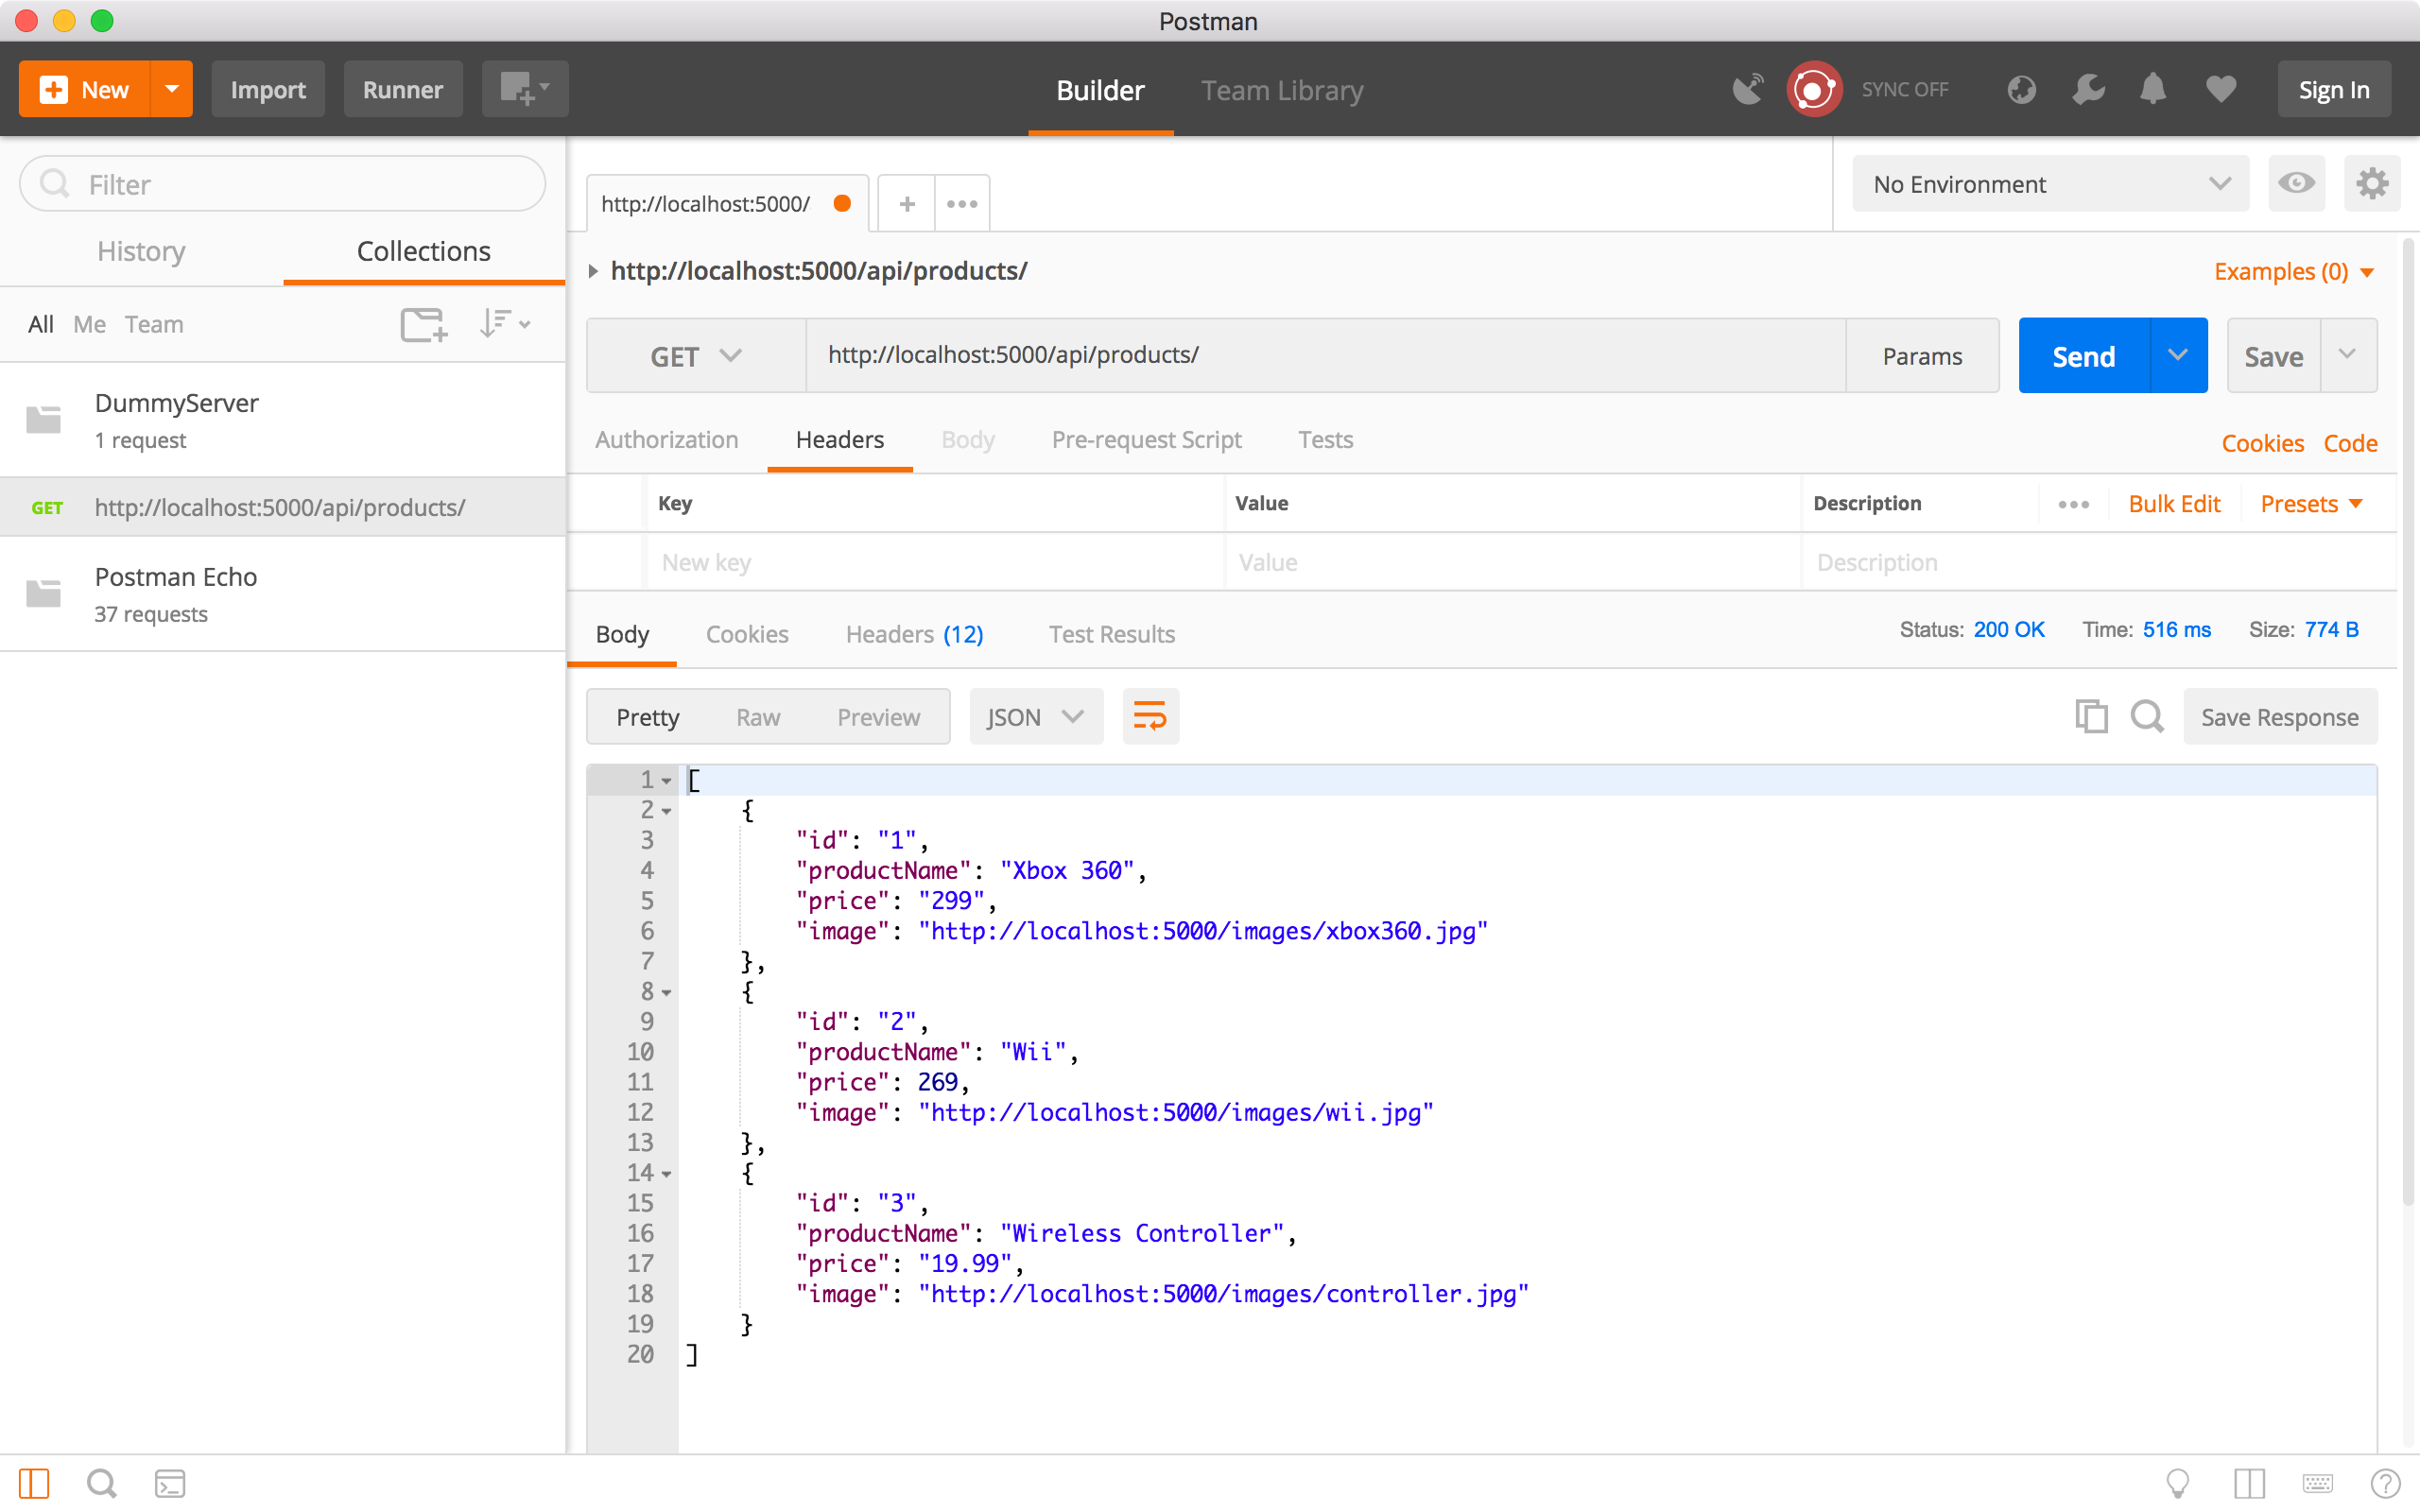 Postman
New
Import
Runner
Builder
Team Library
SYNC OFF
Sign In
Filter
History
Collections
All Me Team
DummyServer
1 request
GET http://localhost:5000/api/products/
Postman Echo
37 requests
http://localhost:5000/
+
•••
No Environment
http://localhost:5000/api/products/
Examples (0)
GET
http://localhost:5000/api/products/
Params
Send
Save
Authorization
Headers
Body
Pre-request Script
Tests
Cookies Code
Key
Value
Description
•••
Bulk Edit
Presets
New key
Value
Description
Body
Cookies
Headers (12)
Test Results
Status: 200 OK
Time: 516 ms
Size: 774 B
Pretty
Raw
Preview
JSON
Save Response
1 [
2 {
3 "id": "1",
4 "productName": "Xbox 360",
5 "price": "299",
6 "image": "http://localhost:5000/images/xbox360.jpg"
7 },
8 {
9 "id": "2",
10 "productName": "Wii",
11 "price": 269,
12 "image": "http://localhost:5000/images/wii.jpg"
13 },
14 {
15 "id": "3",
16 "productName": "Wireless Controller",
17 "price": "19.99",
18 "image": "http://localhost:5000/images/controller.jpg"
19 }
20 ]